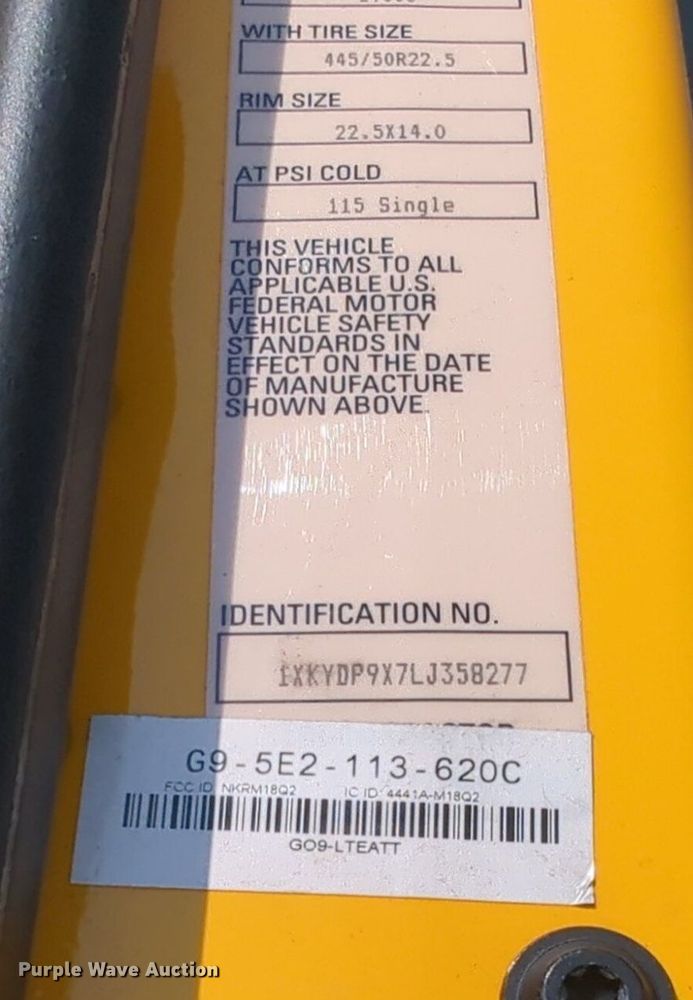 WITH TIRE SIZE
445/50R22.5
RIM SIZE
22.5X14.0
AT PSI COLD
115 Single
THIS VEHICLE
CONFORMS TO ALL
APPLICABLE U.S.
FEDERAL MOTOR
VEHICLE SAFETY
STANDARDS IN
EFFECT ON THE DATE
OF MANUFACTURE
SHOWN ABOVE.
IDENTIFICATION NO.
1XKYDP9X7LJ358277
G9-5E2-113-620C
FCC ID: NKRM18Q2 IC ID: 4441A-M18Q2
GO9-LTEATT
Purple Wave Auction